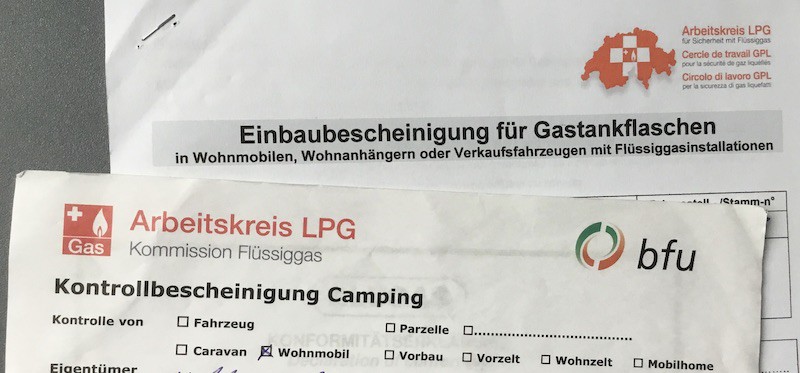 Arbeitskreis LPG
für Sicherheit mit Flüssiggas
Cercle de travail GPL
pour la sécurité de gaz liquéfiés
Circolo di lavoro GPL
per la sicurezza di gas liquefatti
Einbaubescheinigung für Gastankflaschen
in Wohnmobilen, Wohnanhängern oder Verkaufsfahrzeugen mit Flüssiggasinstallationen
/Stamm-n°
Gas
Arbeitskreis LPG
Kommission Flüssiggas
bfu
Kontrollbescheinigung Camping
Kontrolle von ☐ Fahrzeug ☐ Parzelle ☐....................................
☐ Caravan ☒ Wohnmobil ☐ Vorbau ☐ Vorzelt ☐ Wohnzelt ☐ Mobilhome
Eigentümer